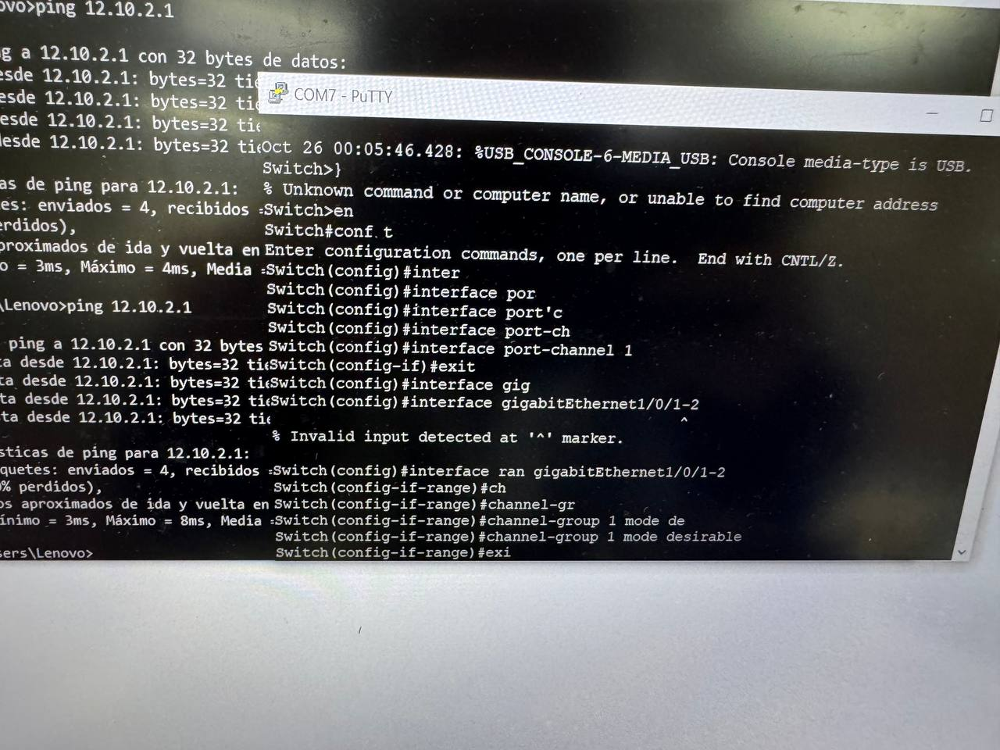 ovo>ping 12.10.2.1
g a 12.10.2.1 con 32 bytes de datos:
esde 12.10.2.1: bytes=32 tie
esde 12.10.2.1: bytes=32 tie
esde 12.10.2.1: bytes=32 tie
desde 12.10.2.1: bytes=32 tie
as de ping para 12.10.2.1:
es: enviados = 4, recibidos =
erdidos),
proximados de ida y vuelta en
o = 3ms, Máximo = 4ms, Media =
\Lenovo>ping 12.10.2.1
ping a 12.10.2.1 con 32 bytes
ta desde 12.10.2.1: bytes=32 tie
ta desde 12.10.2.1: bytes=32 tie
ta desde 12.10.2.1: bytes=32 tie
sta desde 12.10.2.1: bytes=32 tie
sticas de ping para 12.10.2.1:
quetes: enviados = 4, recibidos =
0% perdidos),
os aproximados de ida y vuelta en
ínimo = 3ms, Máximo = 8ms, Media =
sers\Lenovo>
COM7 - PuTTY
Oct 26 00:05:46.428: %USB_CONSOLE-6-MEDIA_USB: Console media-type is USB.
Switch>}
% Unknown command or computer name, or unable to find computer address
Switch>en
Switch#conf t
Enter configuration commands, one per line.  End with CNTL/Z.
Switch(config)#inter
Switch(config)#interface por
Switch(config)#interface port'c
Switch(config)#interface port-ch
Switch(config)#interface port-channel 1
Switch(config-if)#exit
Switch(config)#interface gig
Switch(config)#interface gigabitEthernet1/0/1-2
^
% Invalid input detected at '^' marker.
Switch(config)#interface ran gigabitEthernet1/0/1-2
Switch(config-if-range)#ch
Switch(config-if-range)#channel-gr
Switch(config-if-range)#channel-group 1 mode de
Switch(config-if-range)#channel-group 1 mode desirable
Switch(config-if-range)#exi